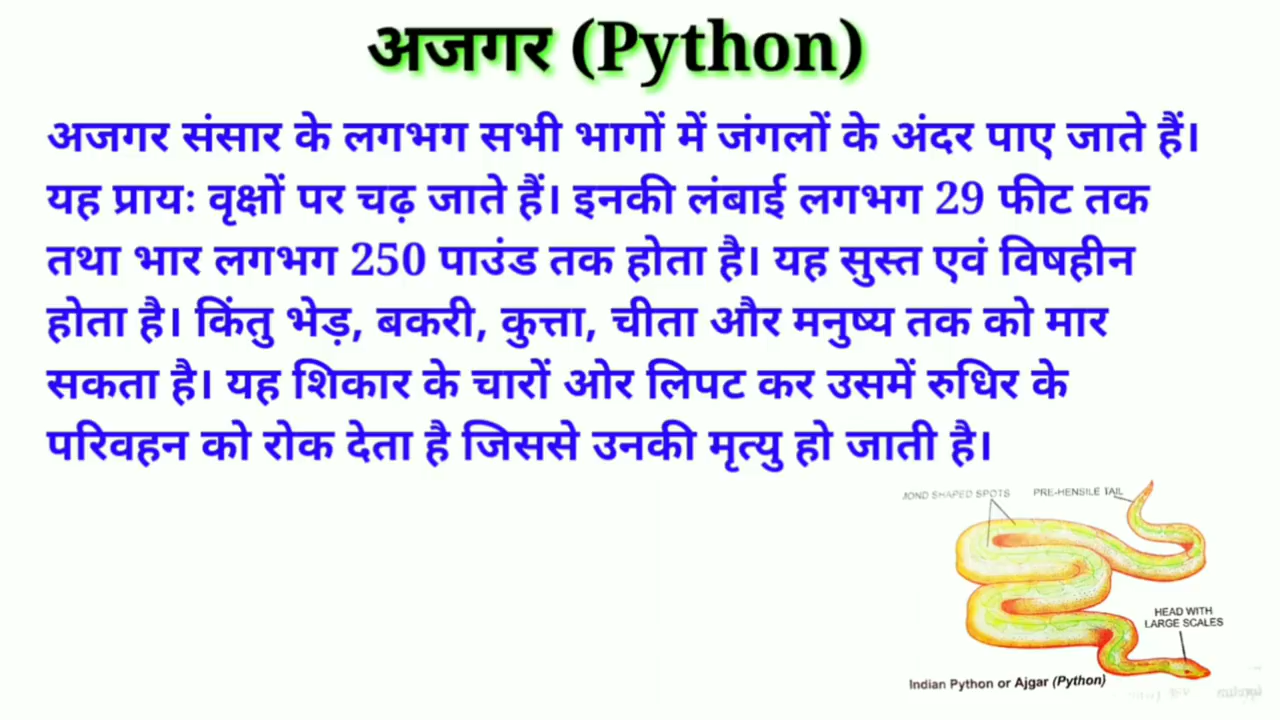 अजगर (Python)
अजगर संसार के लगभग सभी भागों में जंगलों के अंदर पाए जाते हैं।
यह प्रायः वृक्षों पर चढ़ जाते हैं। इनकी लंबाई लगभग 29 फीट तक
तथा भार लगभग 250 पाउंड तक होता है। यह सुस्त एवं विषहीन
होता है। किंतु भेड़, बकरी, कुत्ता, चीता और मनुष्य तक को मार
सकता है। यह शिकार के चारों ओर लिपट कर उसमें रुधिर के
परिवहन को रोक देता है जिससे उनकी मृत्यु हो जाती है।
SHAPED SPOTS PRE-HENSILE TAIL
HEAD WITH
LARGE SCALES
Indian Python or Ajgar (Python)